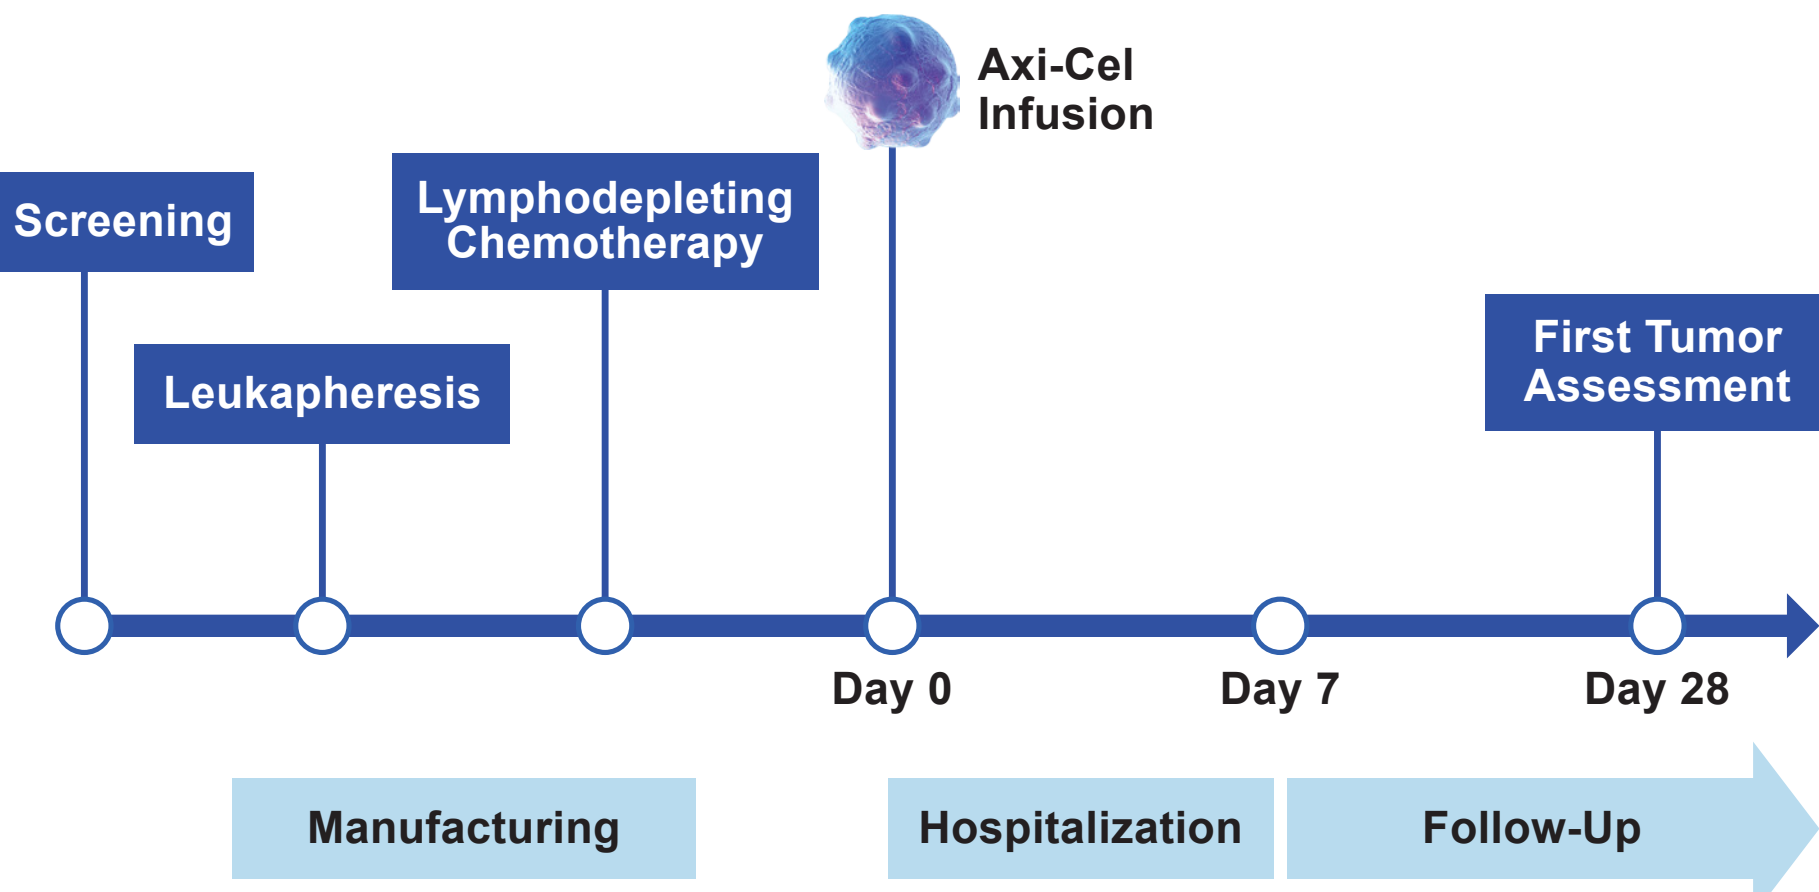 Axi-Cel
Infusion
Screening
Lymphodepleting
Chemotherapy
Leukapheresis
First Tumor
Assessment
Day 0
Day 7
Day 28
Manufacturing
Hospitalization
Follow-Up